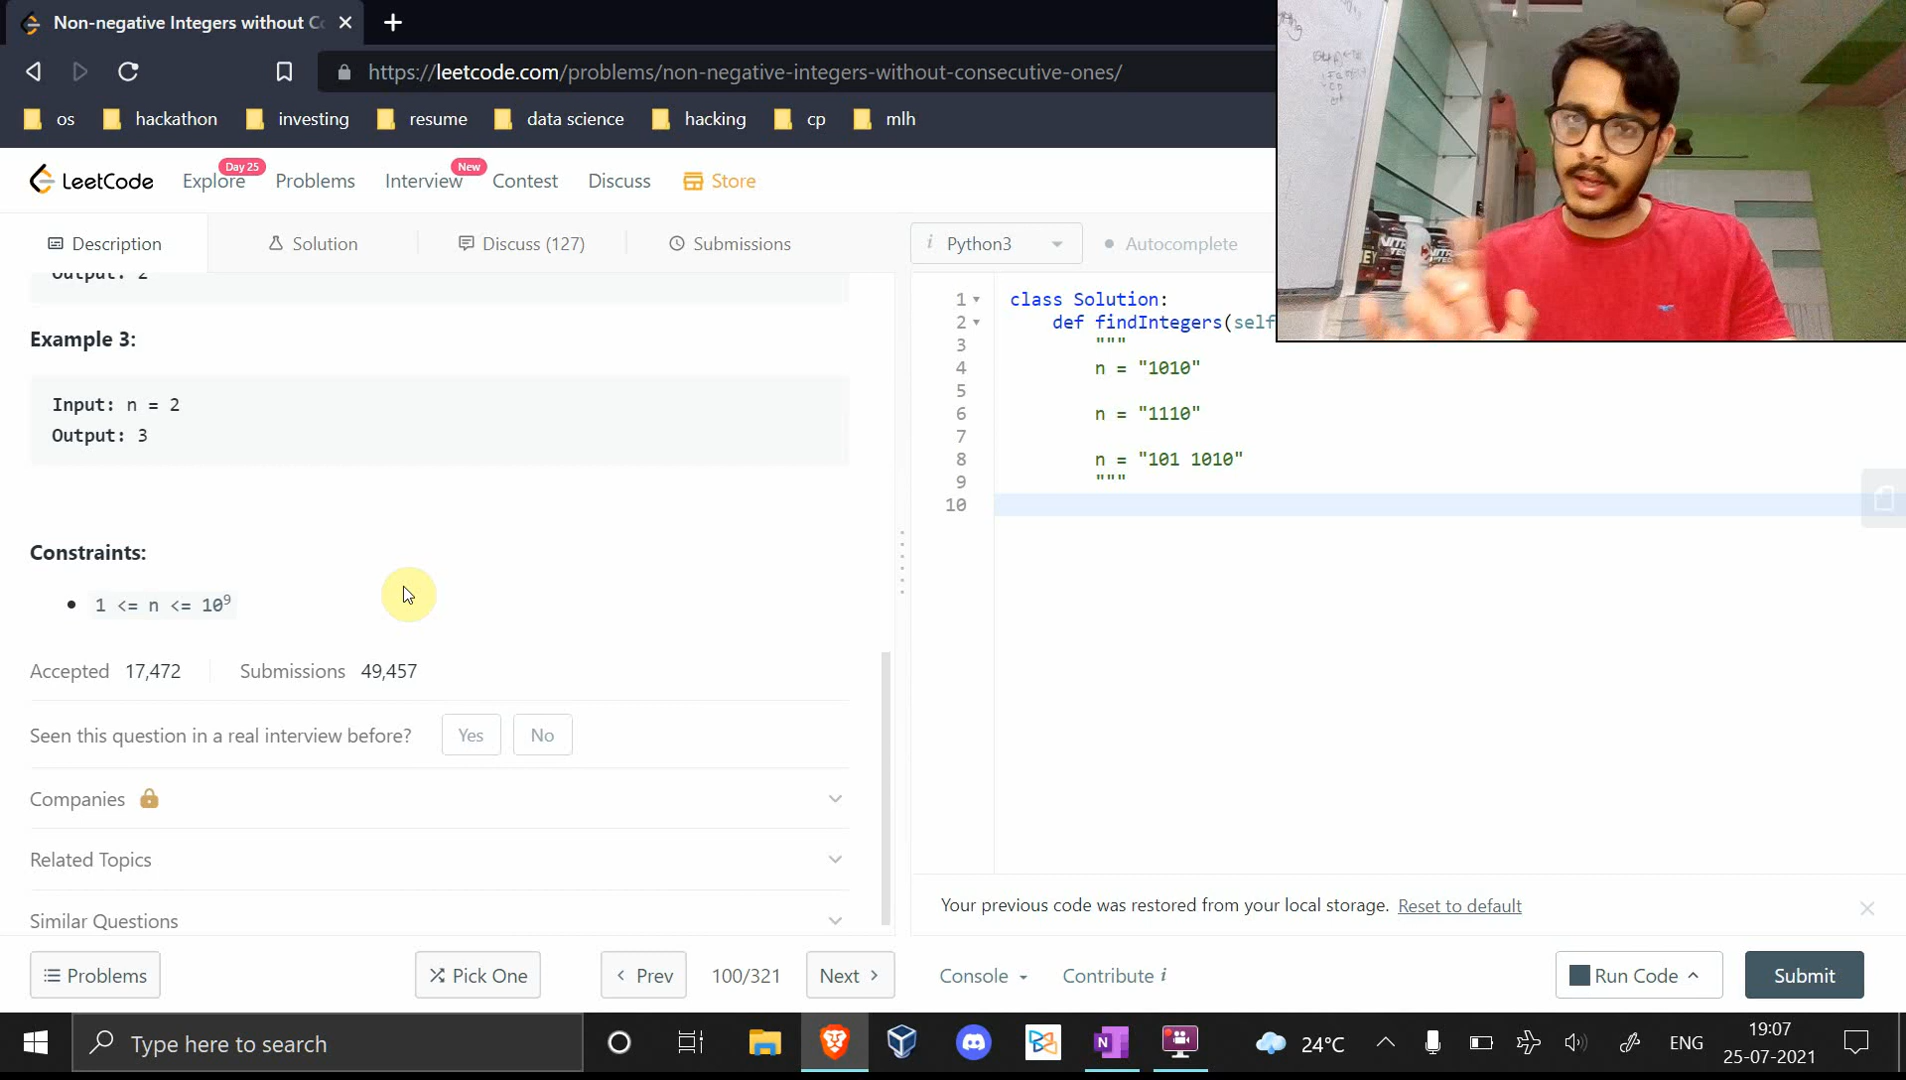 Non-negative Integers without Co
https://leetcode.com/problems/non-negative-integers-without-consecutive-ones/
os hackathon investing resume data science hacking cp mlh
LeetCode Explore Day 25 Problems Interview New Contest Discuss Store
Description Solution Discuss (127) Submissions
Output: 2
Example 3:
Input: n = 2
Output: 3
Constraints:
1 <= n <= 10⁹
Accepted 17,472 Submissions 49,457
Seen this question in a real interview before? Yes No
Companies
Related Topics
Similar Questions
Problems Pick One Prev 100/321 Next
i Python3 Autocomplete
1 class Solution:
2 def findIntegers(self
3 """
4 n = "1010"
5
6 n = "1110"
7
8 n = "101 1010"
9 """
10
Your previous code was restored from your local storage. Reset to default
Console Contribute i Run Code Submit
Type here to search
24°C ENG
19:07
25-07-2021